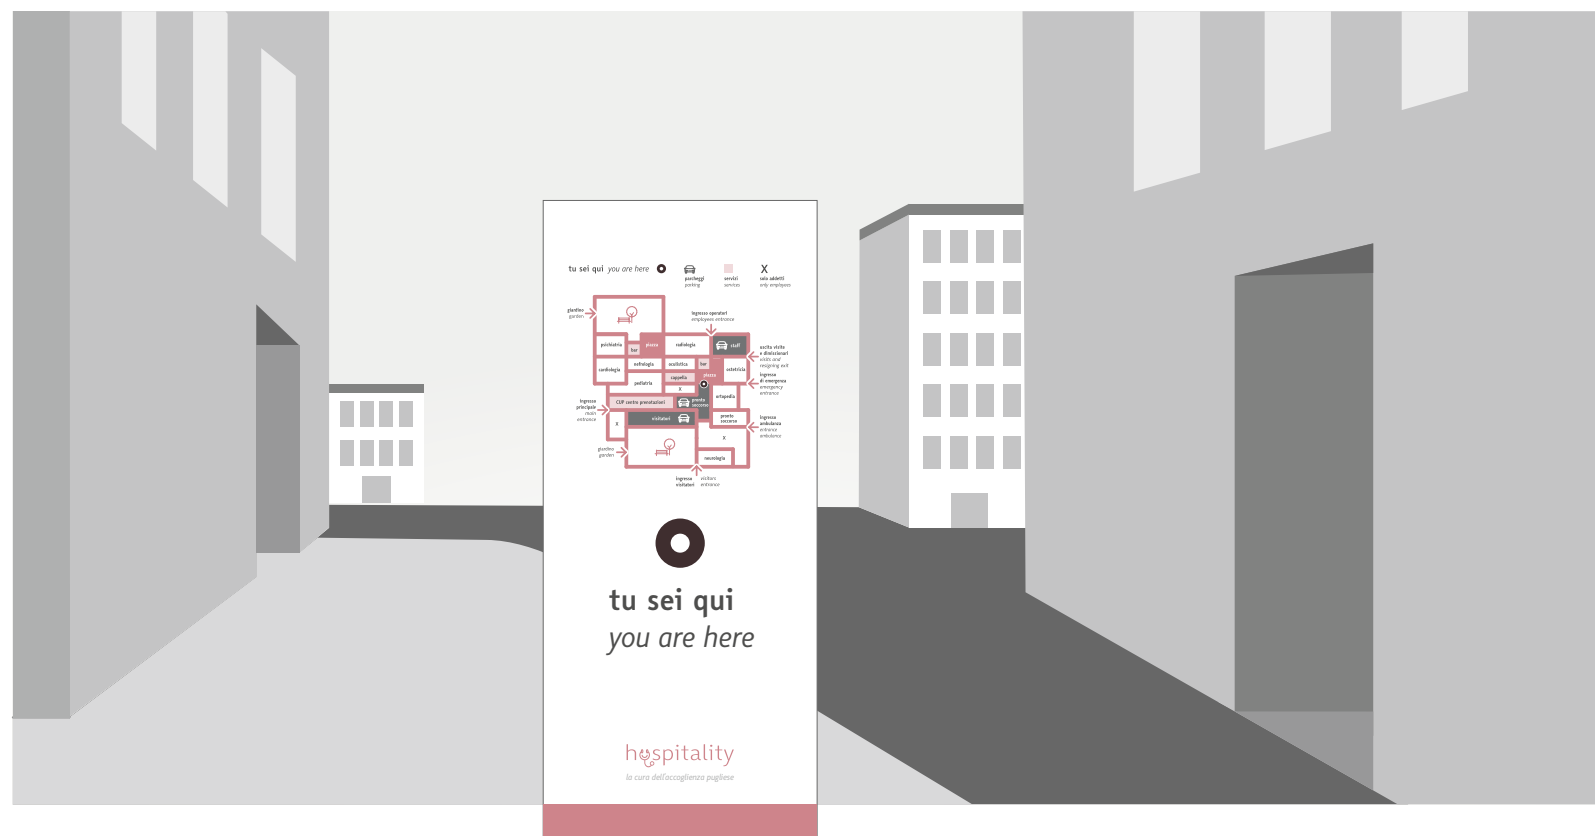 tu sei qui you are here
parcheggi
parking
servizi
services
X
solo addetti
only employees
giardino
garden
ingresso operatori
employees entrance
psichiatria
bar
piazza
radiologia
staff
uscita visite
e dimissionari
visits and
resigning exit
cardiologia
nefrologia
oculistica
bar
piazza
ostetricia
cappella
pediatria
X
ingresso
di emergenza
emergency
entrance
CUP centro prenotazioni
pronto
soccorso
ortopedia
ingresso
principale
main
entrance
visitatori
pronto
soccorso
X
X
ingresso
ambulanza
entrance
ambulance
giardino
garden
neurologia
ingresso
visitatori
visitors
entrance
tu sei qui
you are here
hospitality
la cura dell'accoglienza pugliese